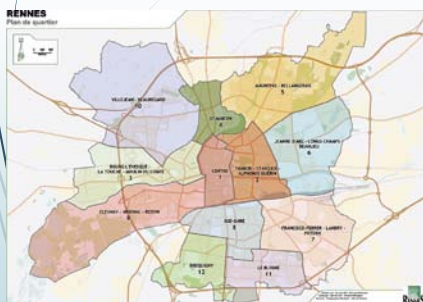 RENNES
Plan de quartier
VILLEJEAN - BEAUREGARD
10
ST MARTIN
4
MAUREPAS - BELLANGERAIS
5
JEANNE D'ARC - LONGS CHAMPS
BEAULIEU
6
BOURG L'EVESQUE
LA TOUCHE - MOULIN DU COMTE
3
CENTRE
1
THABOR - ST HELIER
ALPHONSE GUERIN
2
CLEUNAY - ARSENAL - REDON
9
SUD GARE
8
FRANCISCO FERRER - LANDRY -
POTERIE
7
BREQUIGNY
12
LE BLOSNE
11